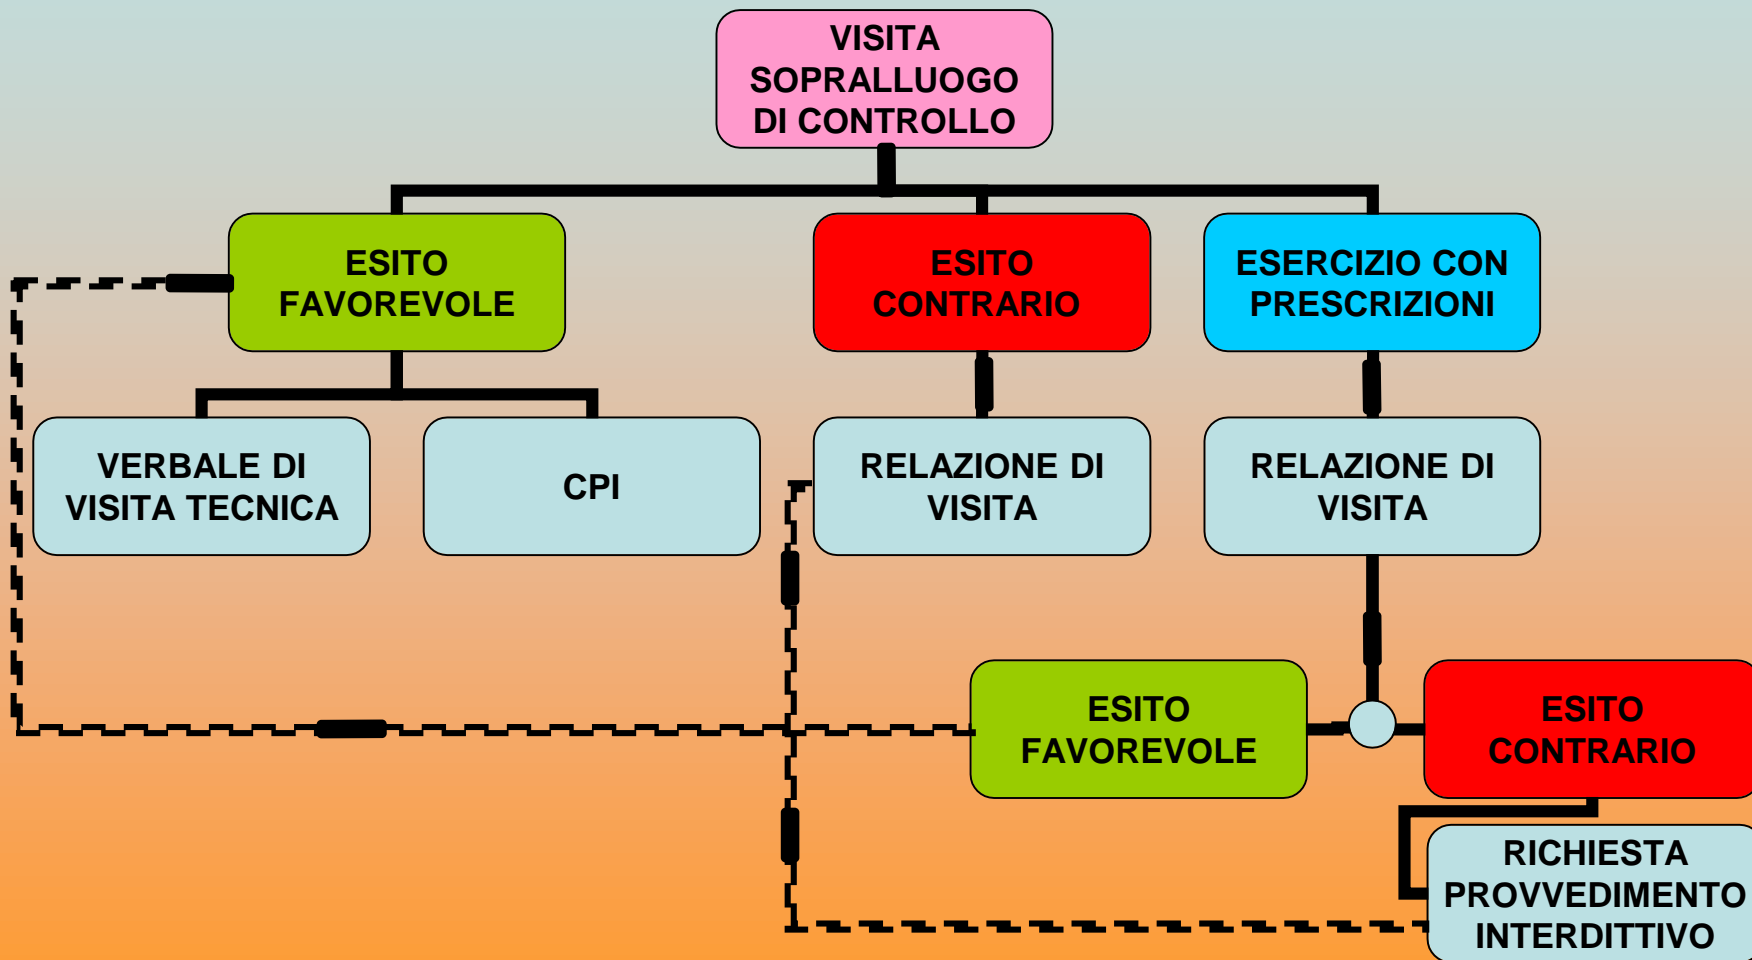 VISITA
SOPRALLUOGO
DI CONTROLLO
ESITO
FAVOREVOLE
ESITO
CONTRARIO
ESERCIZIO CON
PRESCRIZIONI
VERBALE DI
VISITA TECNICA
CPI
RELAZIONE DI
VISITA
RELAZIONE DI
VISITA
ESITO
FAVOREVOLE
ESITO
CONTRARIO
RICHIESTA
PROVVEDIMENTO
INTERDITTIVO